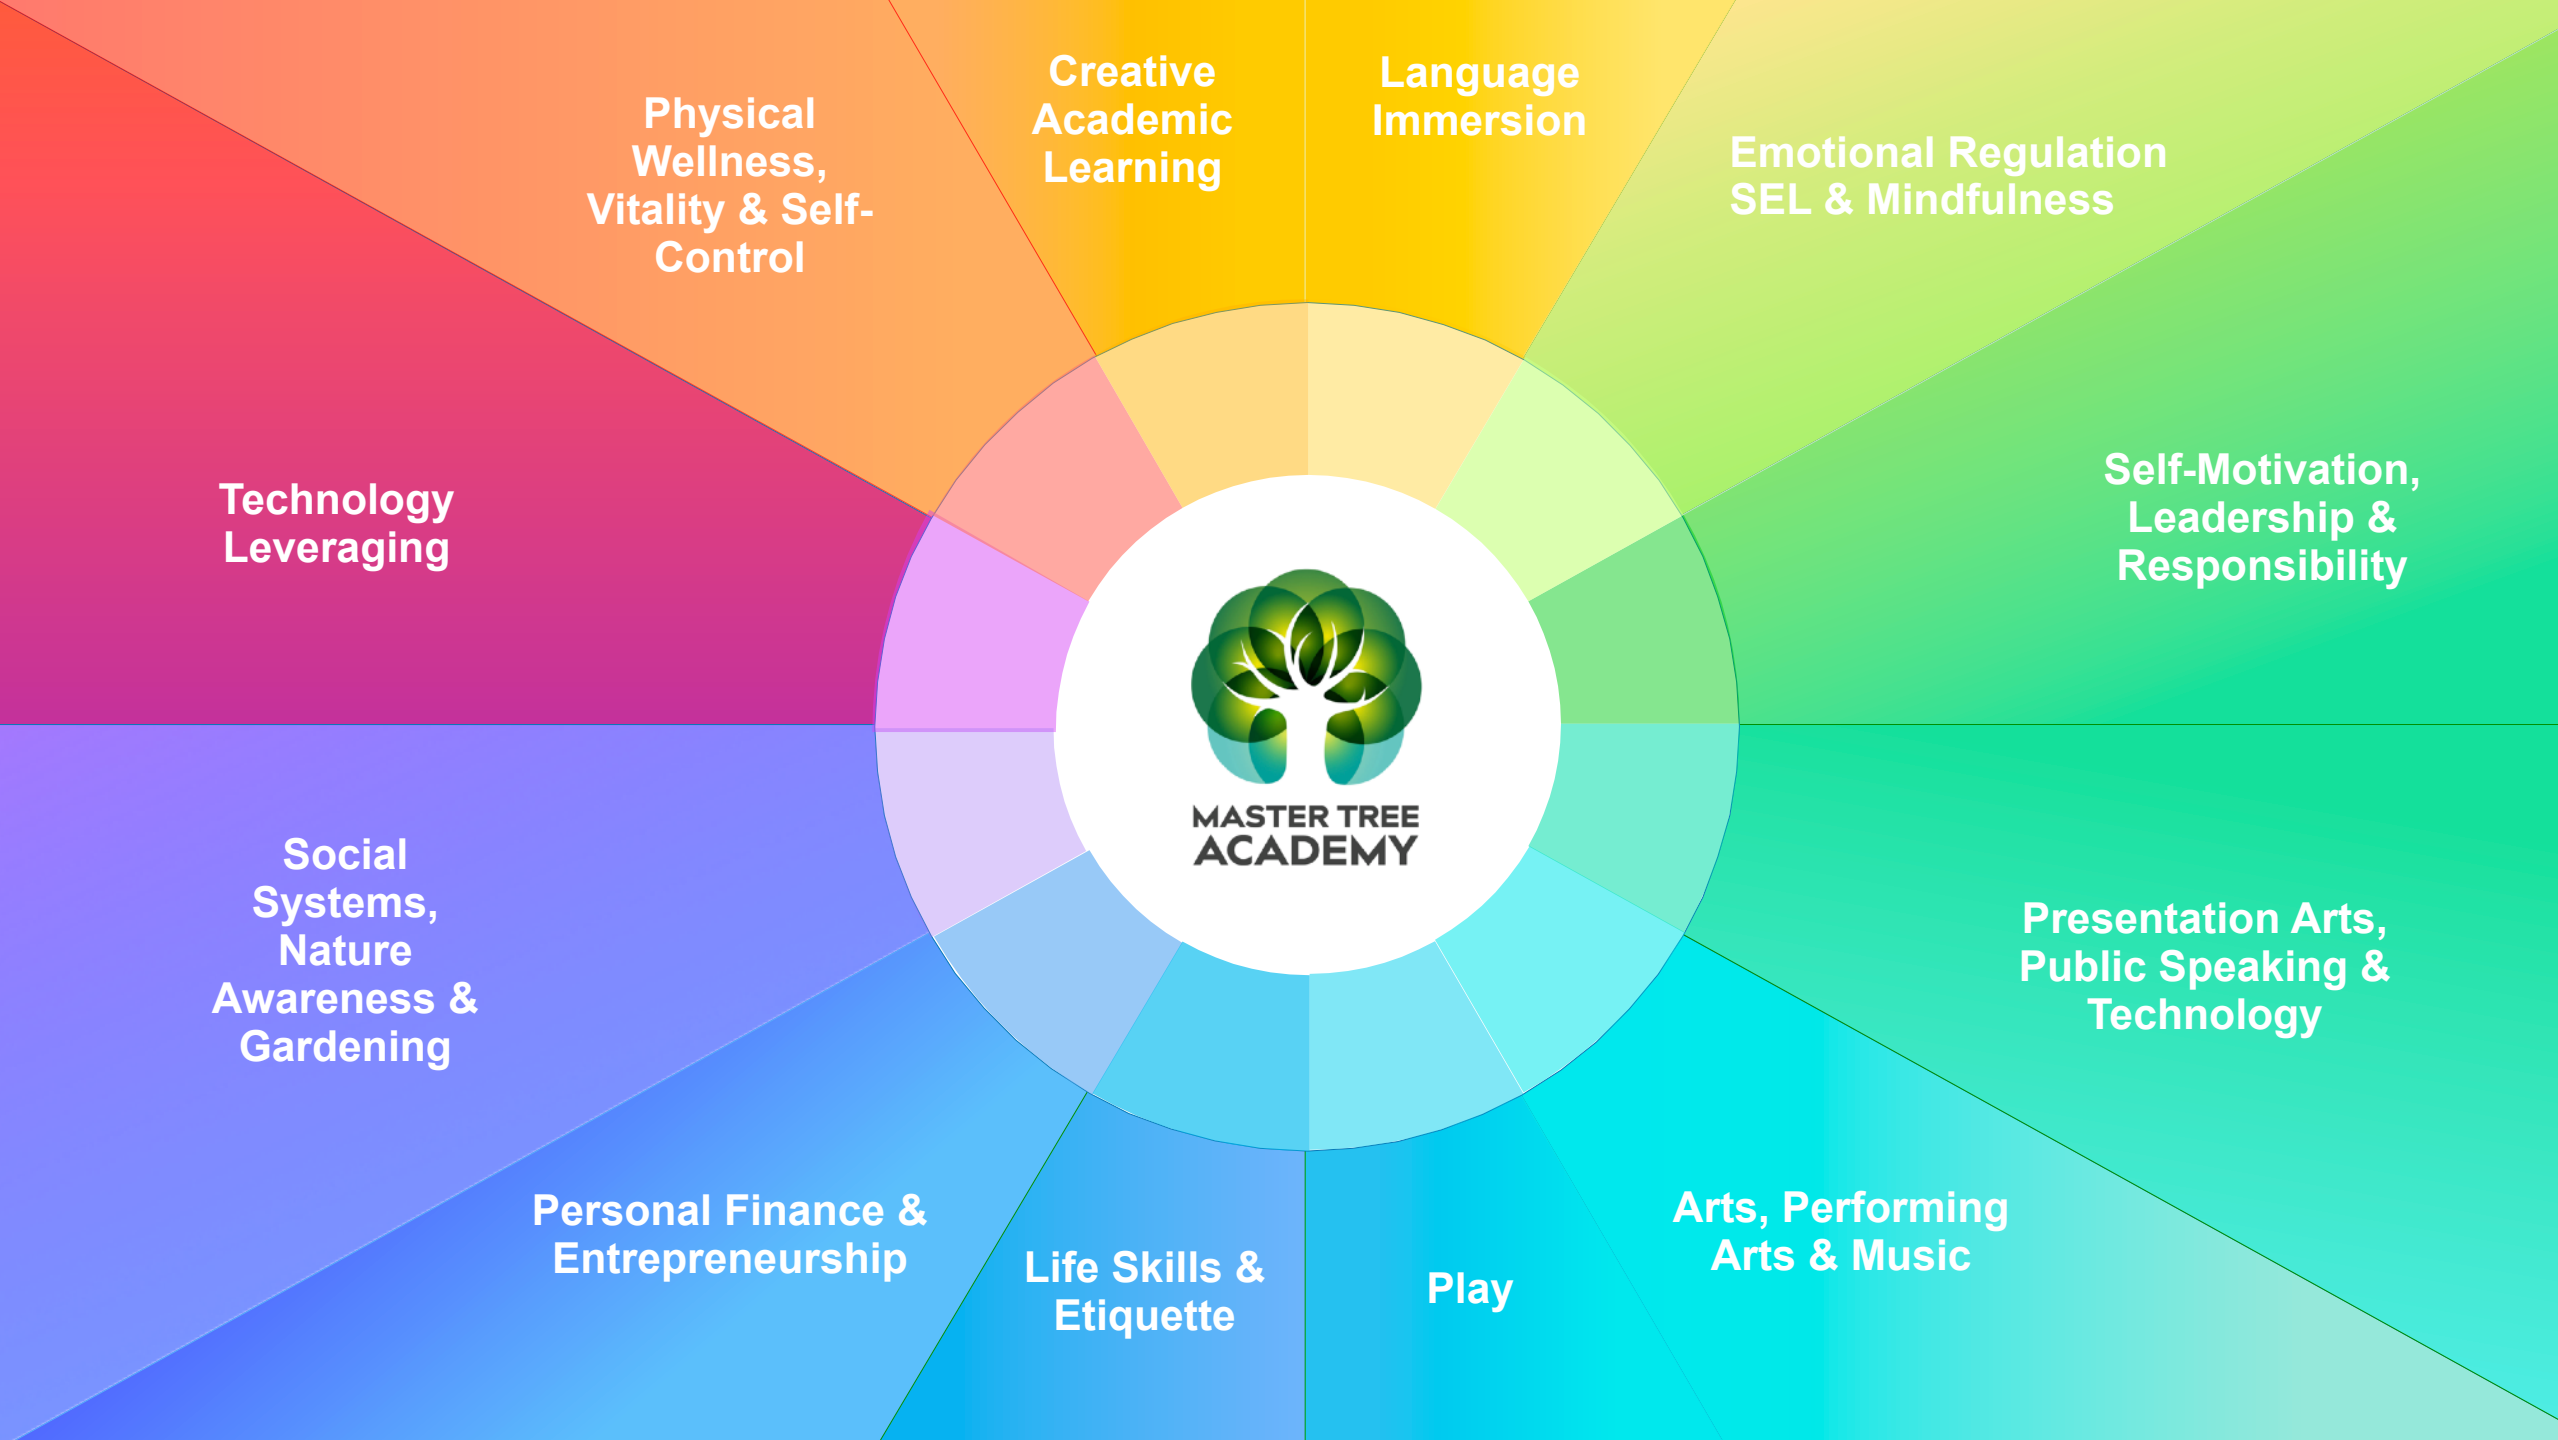 Creative
Academic
Learning
Language
Immersion
Physical
Wellness,
Vitality & Self-
Control
Emotional Regulation
SEL & Mindfulness
Technology
Leveraging
Self-Motivation,
Leadership &
Responsibility
MASTER TREE
ACADEMY
Social
Systems,
Nature
Awareness &
Gardening
Presentation Arts,
Public Speaking &
Technology
Personal Finance &
Entrepreneurship
Life Skills &
Etiquette
Play
Arts, Performing
Arts & Music